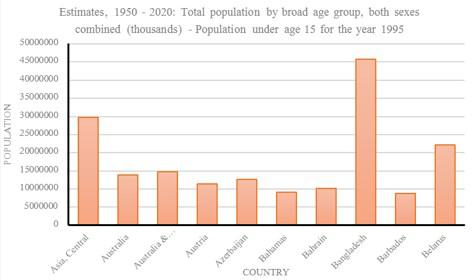 Estimates, 1950 - 2020: Total population by broad age group, both sexes
combined (thousands) - Population under age 15 for the year 1995
50000000
45000000
40000000
35000000
30000000
25000000
20000000
15000000
10000000
5000000
0
POPULATION
Asia, Central
Australia
Australia &...
Austria
Azerbaijan
Bahamas
Bahrain
Bangladesh
Barbados
Belarus
COUNTRY